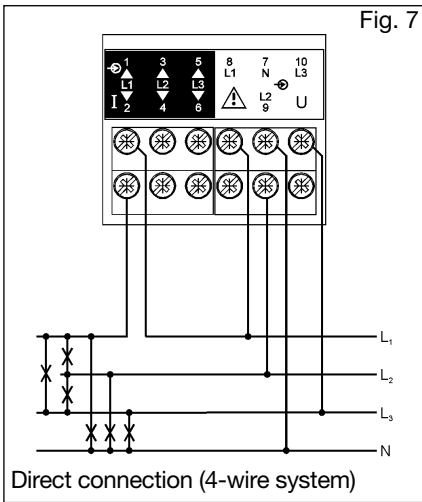 Fig. 7
1 3 5 8 7 10
L1 N L3
L1 L2 L3
I 2 4 6 L2 U
9
L₁
L₂
L₃
N
Direct connection (4-wire system)